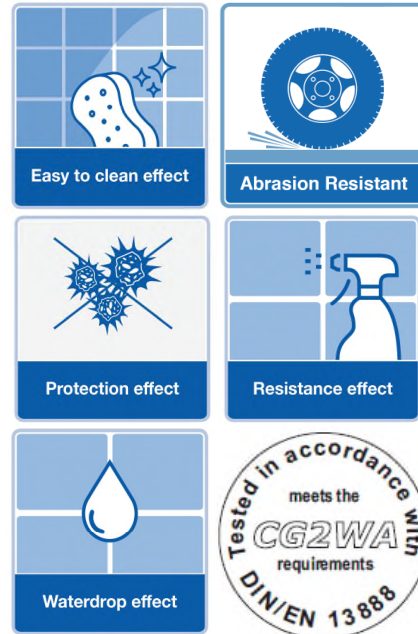 Easy to clean effect
Abrasion Resistant
Protection effect
Resistance effect
Waterdrop effect
Tested in accordance with
meets the
CG2WA
requirements
DIN/EN 13888